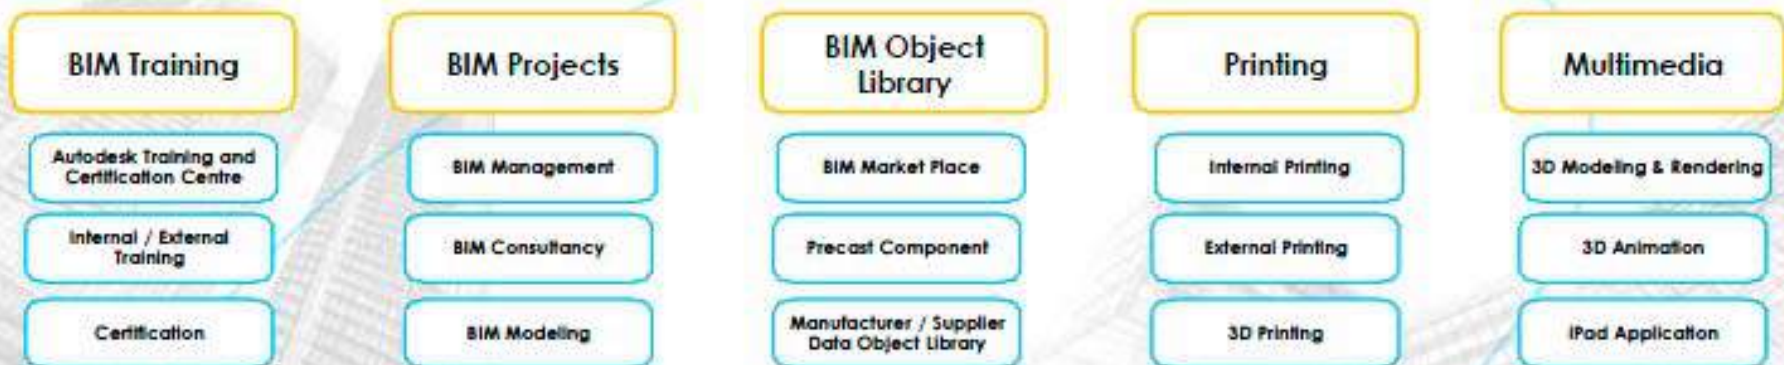 BIM Training
Autodesk Training and
Certification Centre
Internal / External
Training
Certification
BIM Projects
BIM Management
BIM Consultancy
BIM Modeling
BIM Object
Library
BIM Market Place
Precast Component
Manufacturer / Supplier
Data Object Library
Printing
Internal Printing
External Printing
3D Printing
Multimedia
3D Modeling & Rendering
3D Animation
iPad Application